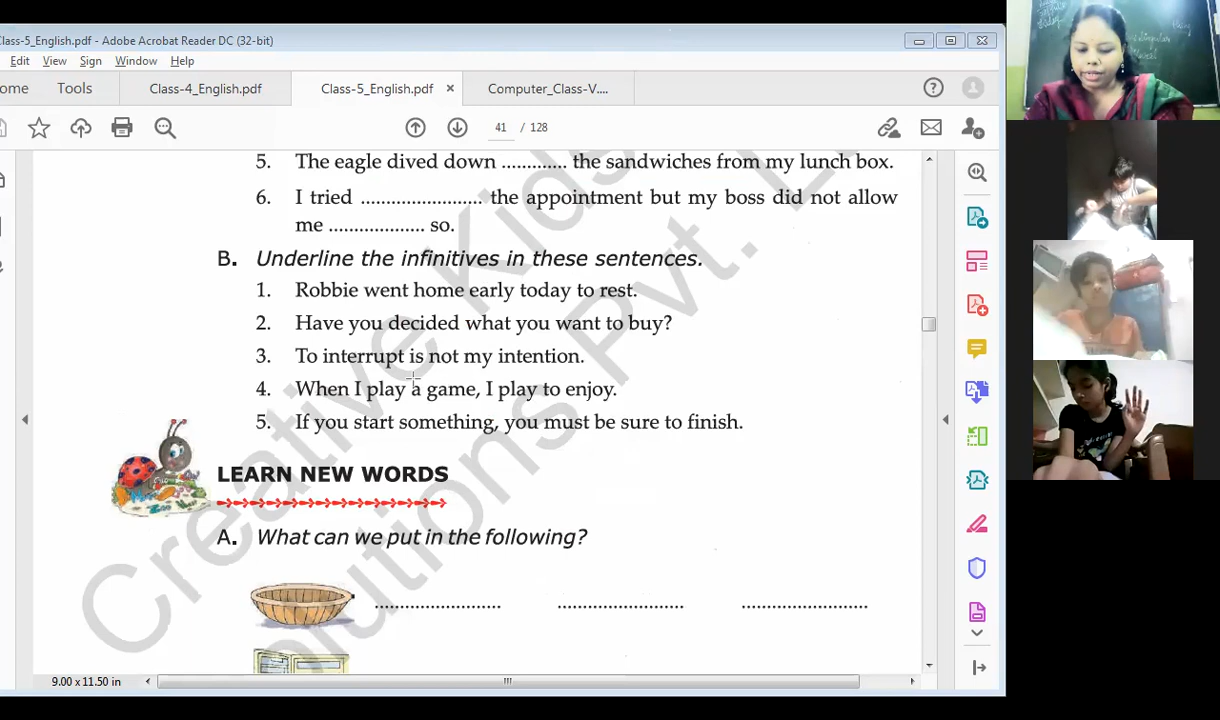 Class-5_English.pdf - Adobe Acrobat Reader DC (32-bit)
View Sign Window Help
Tools Class-4_English.pdf Class-5_English.pdf Computer_Class-V....
41 / 128
5. The eagle dived down ............. the sandwiches from my lunch box.
6. I tried ........................ the appointment but my boss did not allow
me ................... so.
B. Underline the infinitives in these sentences.
1. Robbie went home early today to rest.
2. Have you decided what you want to buy?
3. To interrupt is not my intention.
4. When I play a game, I play to enjoy.
5. If you start something, you must be sure to finish.
LEARN NEW WORDS
A. What can we put in the following?
......................... ......................... .........................
9.00 x 11.50 in
Creative Kids
Solutions Pvt. L